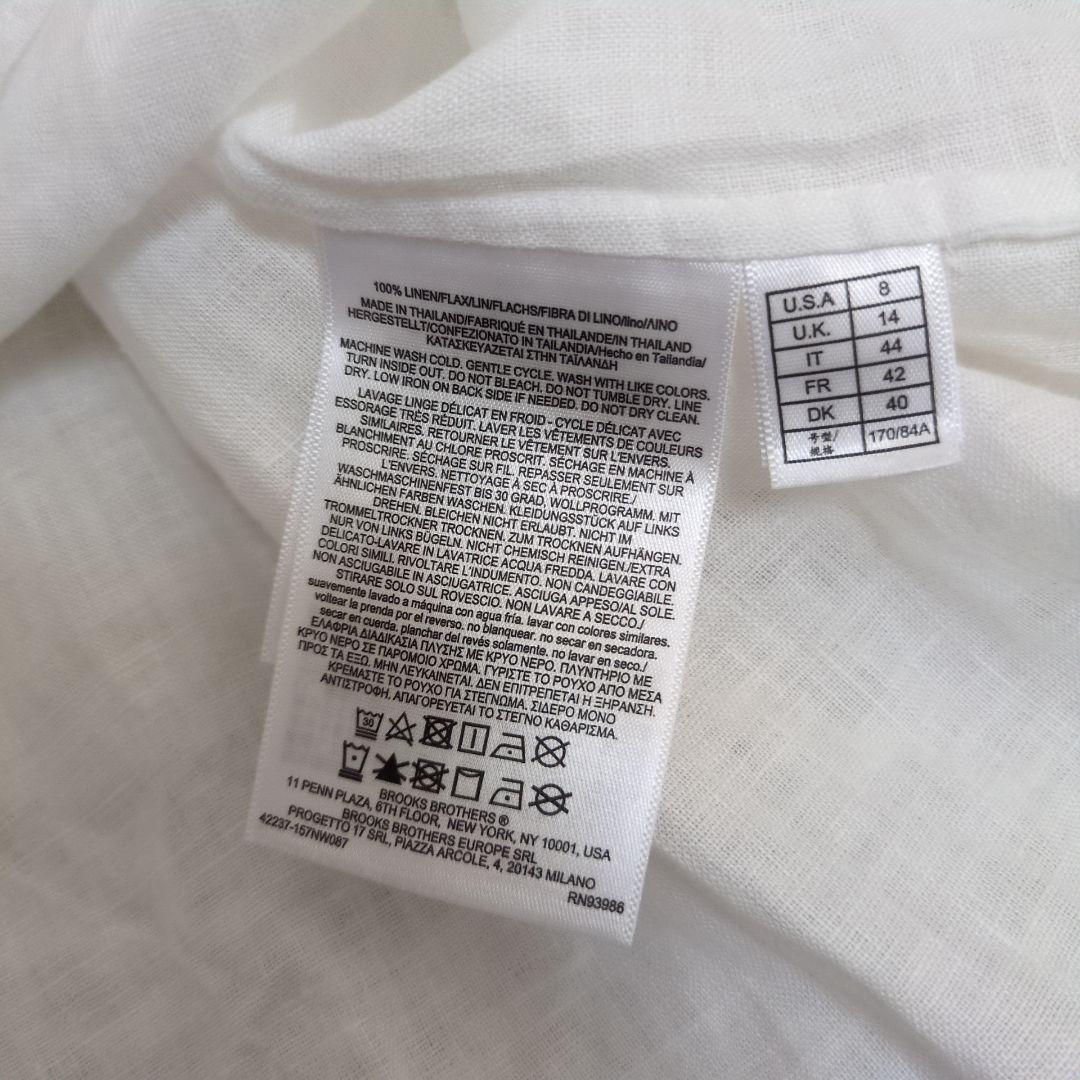 100% LINEN/FLAX/LIN/FLACHS/FIBRA DI LINO/lino/ΛΙΝΟ
MADE IN THAILAND/FABRIQUÉ EN THAILANDE/IN THAILAND
HERGESTELLT/CONFEZIONATO IN TAILANDIA/Hecho en Tailandia/
ΚΑΤΑΣΚΕΥΑΖΕΤΑΙ ΣΤΗΝ ΤΑΪΛΑΝΔΗ
MACHINE WASH COLD. GENTLE CYCLE. WASH WITH LIKE COLORS.
TURN INSIDE OUT. DO NOT BLEACH. DO NOT TUMBLE DRY. LINE
DRY. LOW IRON ON BACK SIDE IF NEEDED. DO NOT DRY CLEAN.
LAVAGE LINGE DÉLICAT EN FROID - CYCLE DÉLICAT AVEC
ESSORAGE TRÈS RÉDUIT. LAVER LES VÊTEMENTS DE COULEURS
SIMILAIRES. RETOURNER LE VÊTEMENT SUR L'ENVERS.
BLANCHIMENT AU CHLORE PROSCRIT. SÉCHAGE EN MACHINE À
PROSCRIRE. SÉCHAGE SUR FIL. REPASSER SEULEMENT SUR
L'ENVERS. NETTOYAGE À SEC À PROSCRIRE./
WASCHMASCHINENFEST BIS 30 GRAD, WOLLPROGRAMM. MIT
ÄHNLICHEN FARBEN WASCHEN. KLEIDUNGSSTÜCK AUF LINKS
DREHEN. BLEICHEN NICHT ERLAUBT. NICHT IM
TROMMELTROCKNER TROCKNEN. ZUM TROCKNEN AUFHÄNGEN.
NUR VON LINKS BÜGELN. NICHT CHEMISCH REINIGEN./EXTRA
DELICATO-LAVARE IN LAVATRICE ACQUA FREDDA. LAVARE CON
COLORI SIMILI. RIVOLTARE L'INDUMENTO. NON CANDEGGIABILE.
NON ASCIUGABILE IN ASCIUGATRICE. ASCIUGA APPESO/AL SOLE.
STIRARE SOLO SUL ROVESCIO. NON LAVARE A SECCO./
suavemente lavado a máquina con agua fría. lavar con colores similares.
voltear la prenda por el reverso. no blanquear. no secar en secadora.
secar en cuerda. planchar del revés solamente. no lavar en seco./
ΕΛΑΦΡΙΑ ΔΙΑΔΙΚΑΣΙΑ ΠΛΥΣΗΣ ΜΕ ΚΡΥΟ ΝΕΡΟ. ΠΛΥΝΤΗΡΙΟ ΜΕ
ΚΡΥΟ ΝΕΡΟ ΣΕ ΠΑΡΟΜΟΙΟ ΧΡΩΜΑ. ΓΥΡΙΣΤΕ ΤΟ ΡΟΥΧΟ ΑΠΟ ΜΕΣΑ
ΠΡΟΣ ΤΑ ΕΞΩ. ΜΗΝ ΛΕΥΚΑΙΝΕΤΑΙ. ΔΕΝ ΕΠΙΤΡΕΠΕΤΑΙ Η ΞΗΡΑΝΣΗ.
ΚΡΕΜΑΣΤΕ ΤΟ ΡΟΥΧΟ ΓΙΑ ΣΤΕΓΝΩΜΑ. ΣΙΔΕΡΟ ΜΟΝΟ
ΑΝΤΙΣΤΡΟΦΗ. ΑΠΑΓΟΡΕΥΕΤΑΙ ΤΟ ΣΤΕΓΝΟ ΚΑΘΑΡΙΣΜΑ.
30
BROOKS BROTHERS ®
11 PENN PLAZA, 6TH FLOOR, NEW YORK, NY 10001, USA
BROOKS BROTHERS EUROPE SRL
PROGETTO 17 SRL, PIAZZA ARCOLE, 4, 20143 MILANO
42237-167NW087
RN93986
U.S.A 8
U.K. 14
IT 44
FR 42
DK 40
号型/
规格 170/84A